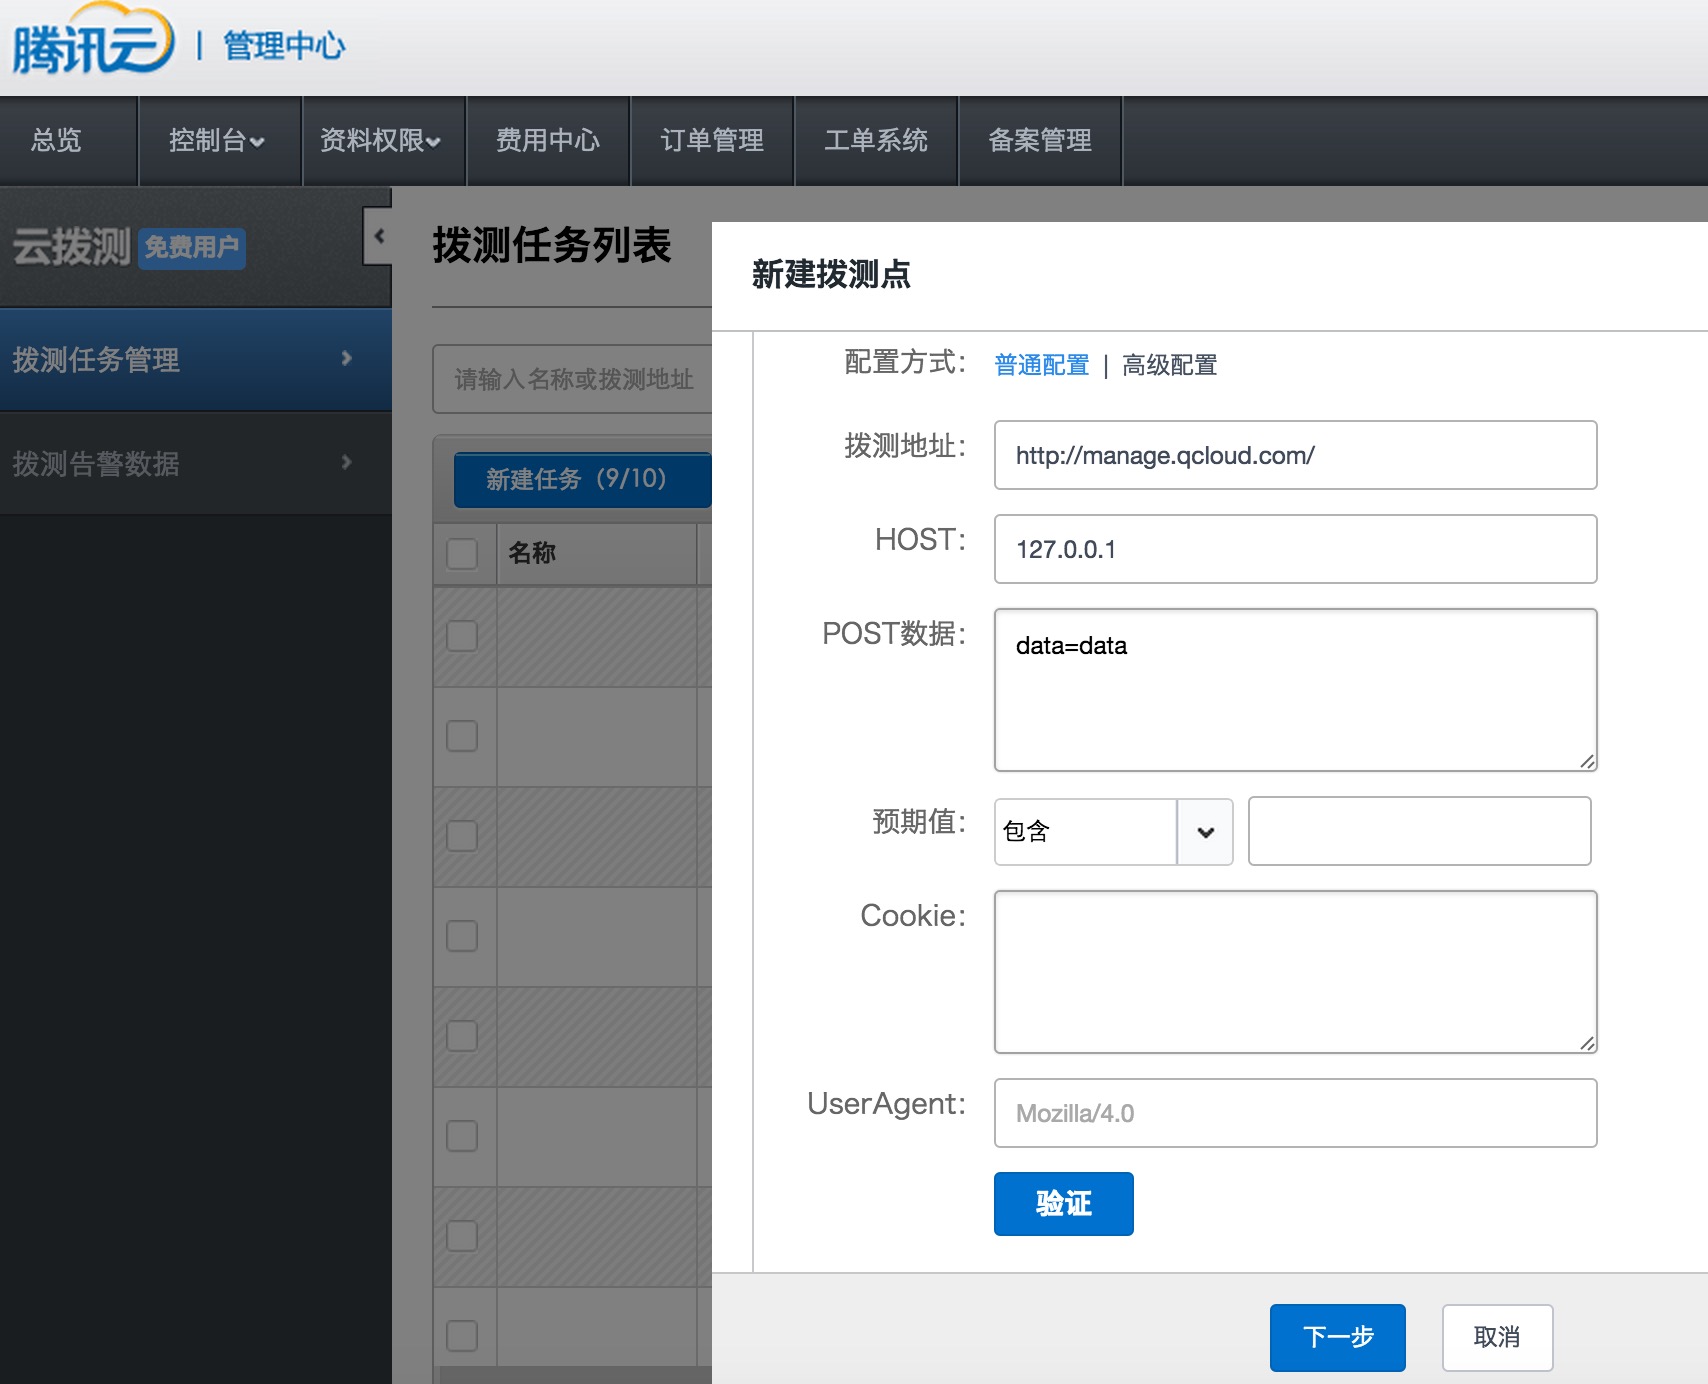 腾讯云 | 管理中心
总览 控制台 资料权限 费用中心 订单管理 工单系统 备案管理
云拨测 免费用户
拨测任务管理
拨测告警数据
拨测任务列表
请输入名称或拨测地址
新建任务（9/10）
名称
新建拨测点
配置方式： 普通配置 | 高级配置
拨测地址： http://manage.qcloud.com/
HOST： 127.0.0.1
POST数据： data=data
预期值： 包含
Cookie：
UserAgent： Mozilla/4.0
验证
下一步 取消